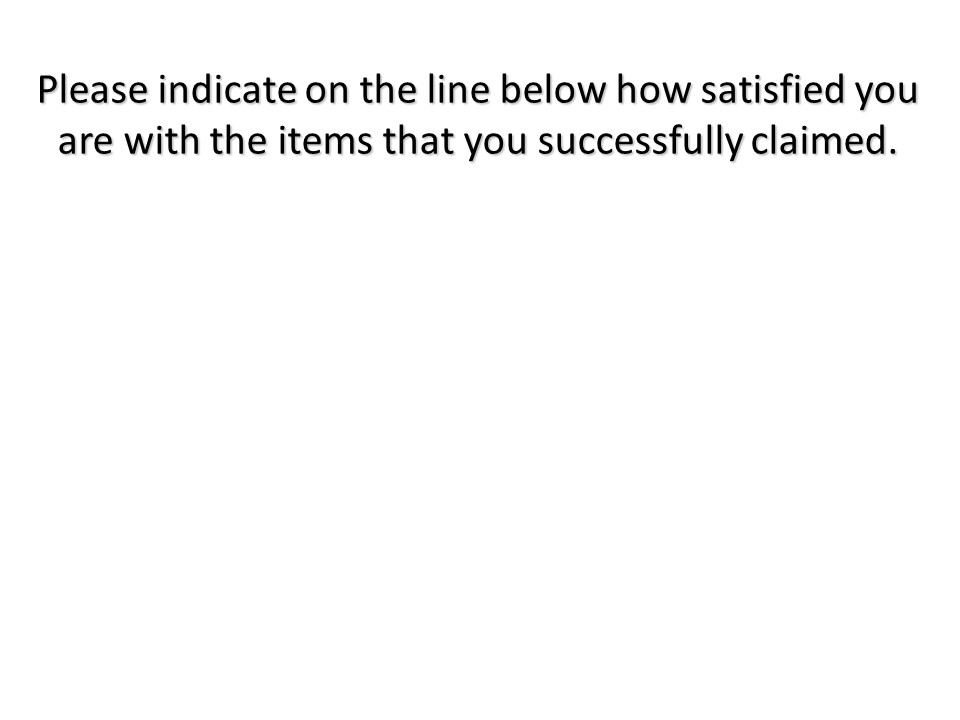 Please indicate on the line below how satisfied you
are with the items that you successfully claimed.